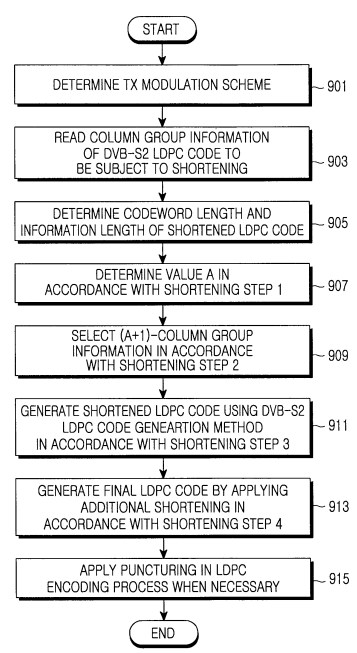 START
DETERMINE TX MODULATION SCHEME
901
READ COLUMN GROUP INFORMATION
OF DVB-S2 LDPC CODE TO
BE SUBJECT TO SHORTENING
903
DETERMINE CODEWORD LENGTH AND
INFORMATION LENGTH OF SHORTENED LDPC CODE
905
DETERMINE VALUE A IN
ACCORDANCE WITH SHORTENING STEP 1
907
SELECT (A+1)-COLUMN GROUP
INFORMATION IN ACCORDANCE
WITH SHORTENING STEP 2
909
GENERATE SHORTENED LDPC CODE USING DVB-S2
LDPC CODE GENEARTION METHOD
IN ACCORDANCE WITH SHORTENING STEP 3
911
GENERATE FINAL LDPC CODE BY APPLYING
ADDITIONAL SHORTENING IN
ACCORDANCE WITH SHORTENING STEP 4
913
APPLY PUNCTURING IN LDPC
ENCODING PROCESS WHEN NECESSARY
915
END